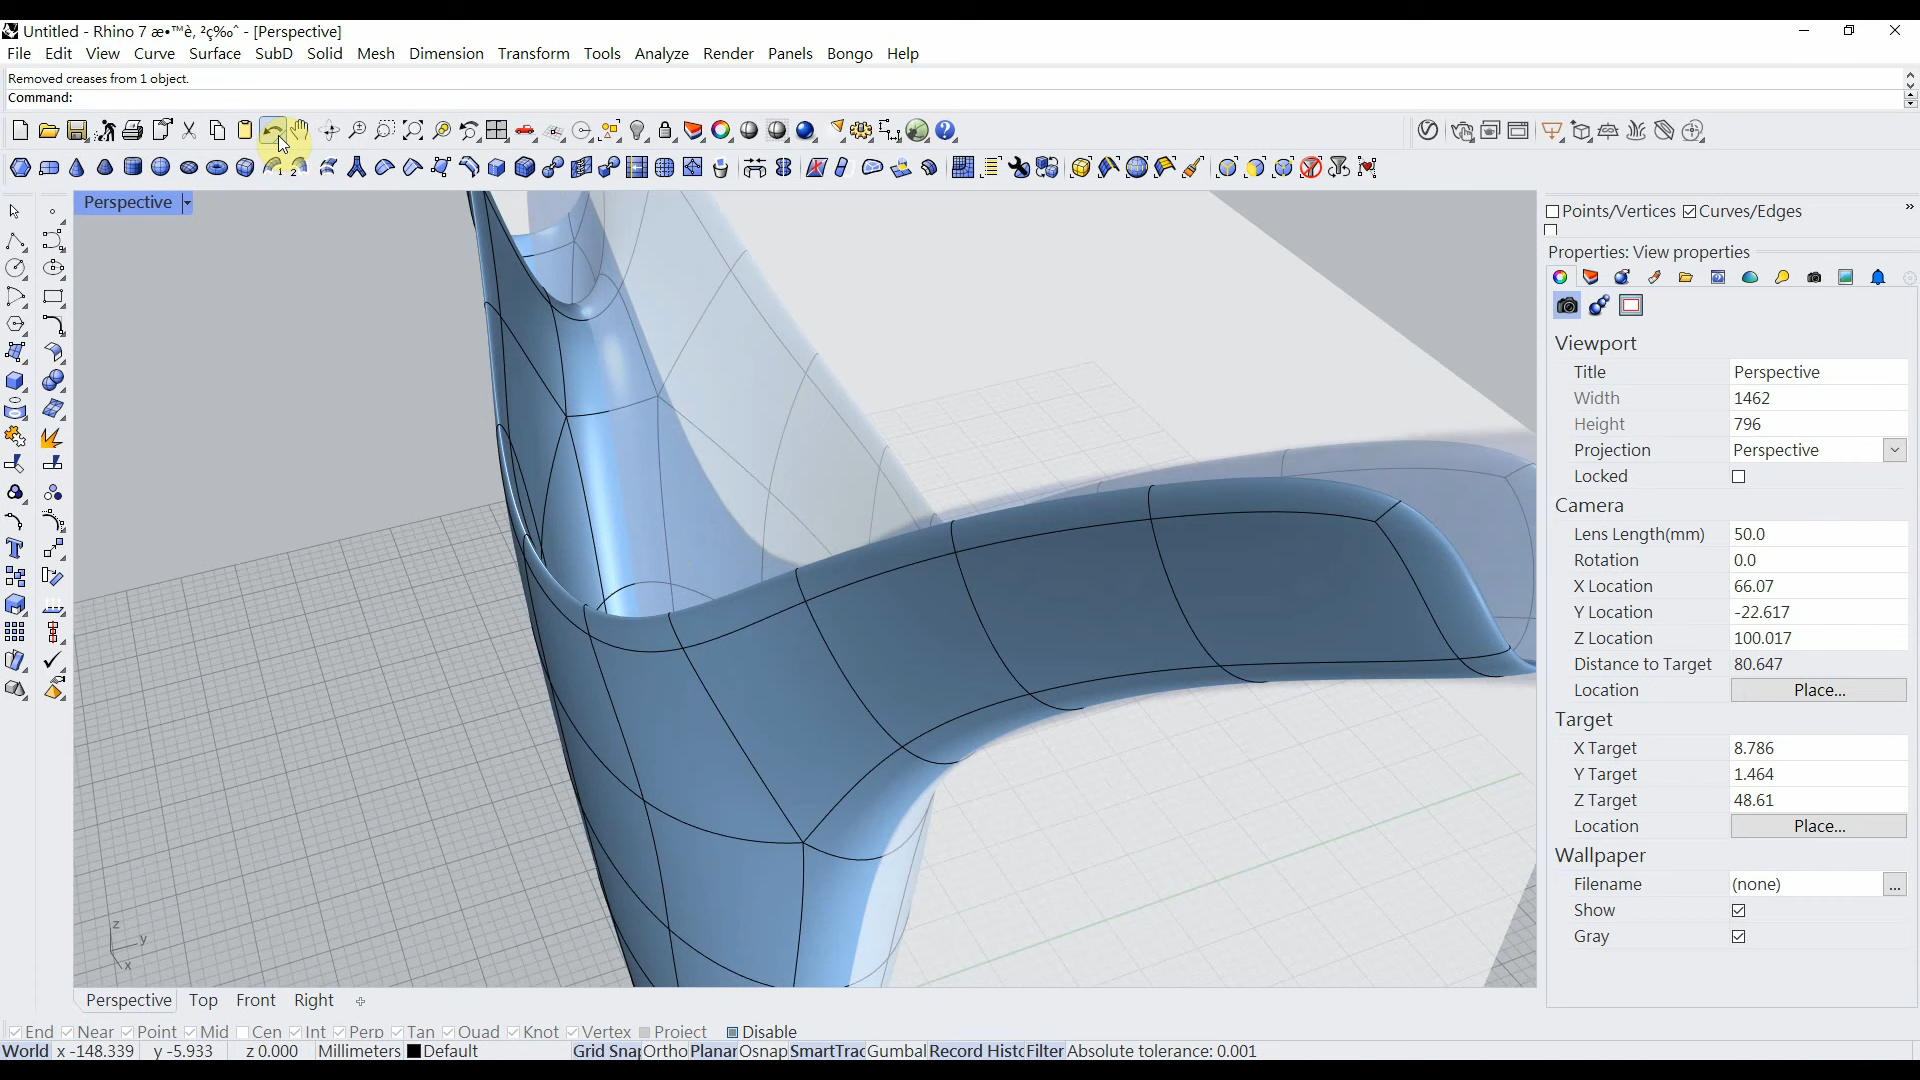 Untitled - Rhino 7 æ•™è‚²ç‰ˆ - [Perspective]
File Edit View Curve Surface SubD Solid Mesh Dimension Transform Tools Analyze Render Panels Bongo Help
Removed creases from 1 object.
Command:
Perspective
Points/Vertices Curves/Edges
Properties: View properties
Viewport
Title Perspective
Width 1462
Height 796
Projection Perspective
Locked
Camera
Lens Length(mm) 50.0
Rotation 0.0
X Location 66.07
Y Location -22.617
Z Location 100.017
Distance to Target 80.647
Location Place...
Target
X Target 8.786
Y Target 1.464
Z Target 48.61
Location Place...
Wallpaper
Filename (none) ...
Show
Gray
z
y
x
Perspective Top Front Right
End Near Point Mid Cen Int Perp Tan Quad Knot Vertex Project Disable
World x -148.339 y -5.933 z 0.000 Millimeters Default Grid Snap Ortho Planar Osnap SmartTrac Gumbal Record Histo Filter Absolute tolerance: 0.001